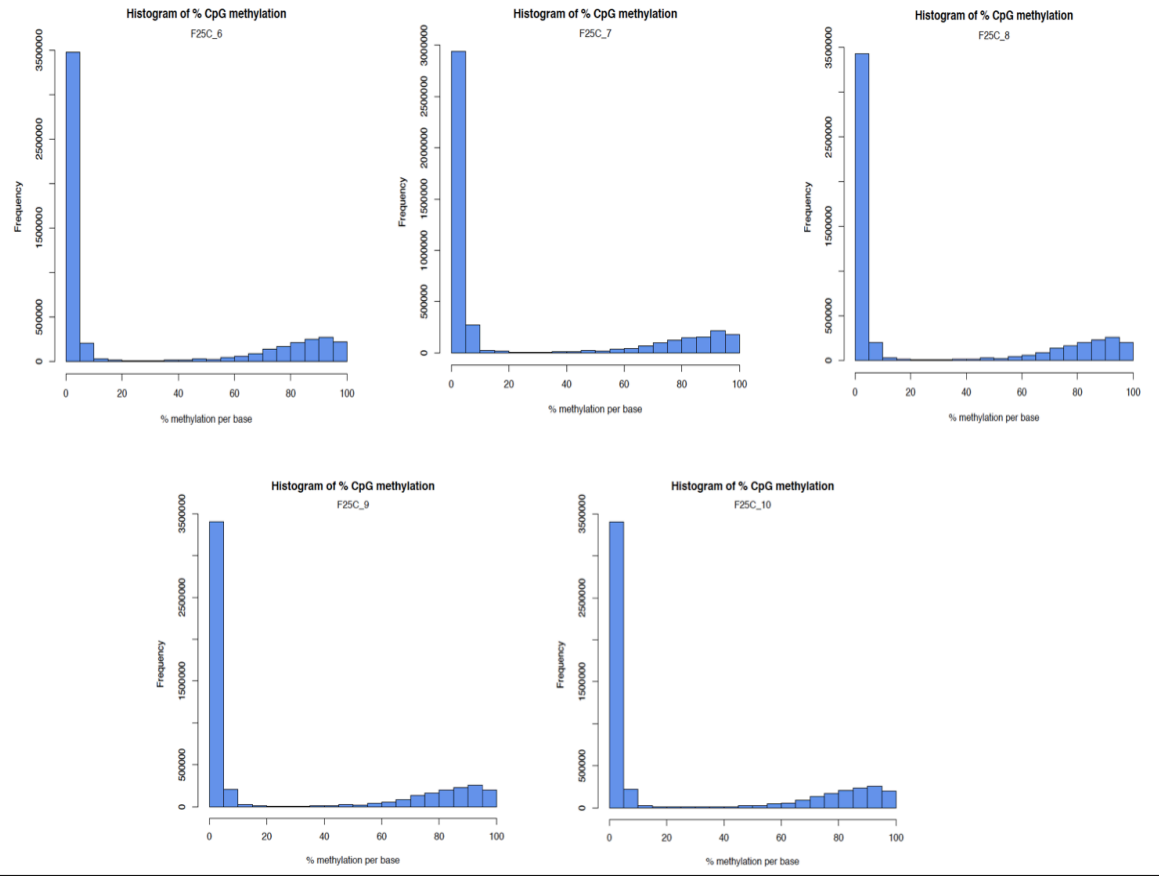 Histogram of % CpG methylation
F25C_6
Frequency
3500000
2500000
1500000
500000
0
0 20 40 60 80 100
% methylation per base
Histogram of % CpG methylation
F25C_7
Frequency
3000000
2500000
2000000
1500000
1000000
500000
0
0 20 40 60 80 100
% methylation per base
Histogram of % CpG methylation
F25C_8
Frequency
3500000
2500000
1500000
500000
0
0 20 40 60 80 100
% methylation per base
Histogram of % CpG methylation
F25C_9
Frequency
3500000
2500000
1500000
500000
0
0 20 40 60 80 100
% methylation per base
Histogram of % CpG methylation
F25C_10
Frequency
3500000
2500000
1500000
500000
0
0 20 40 60 80 100
% methylation per base